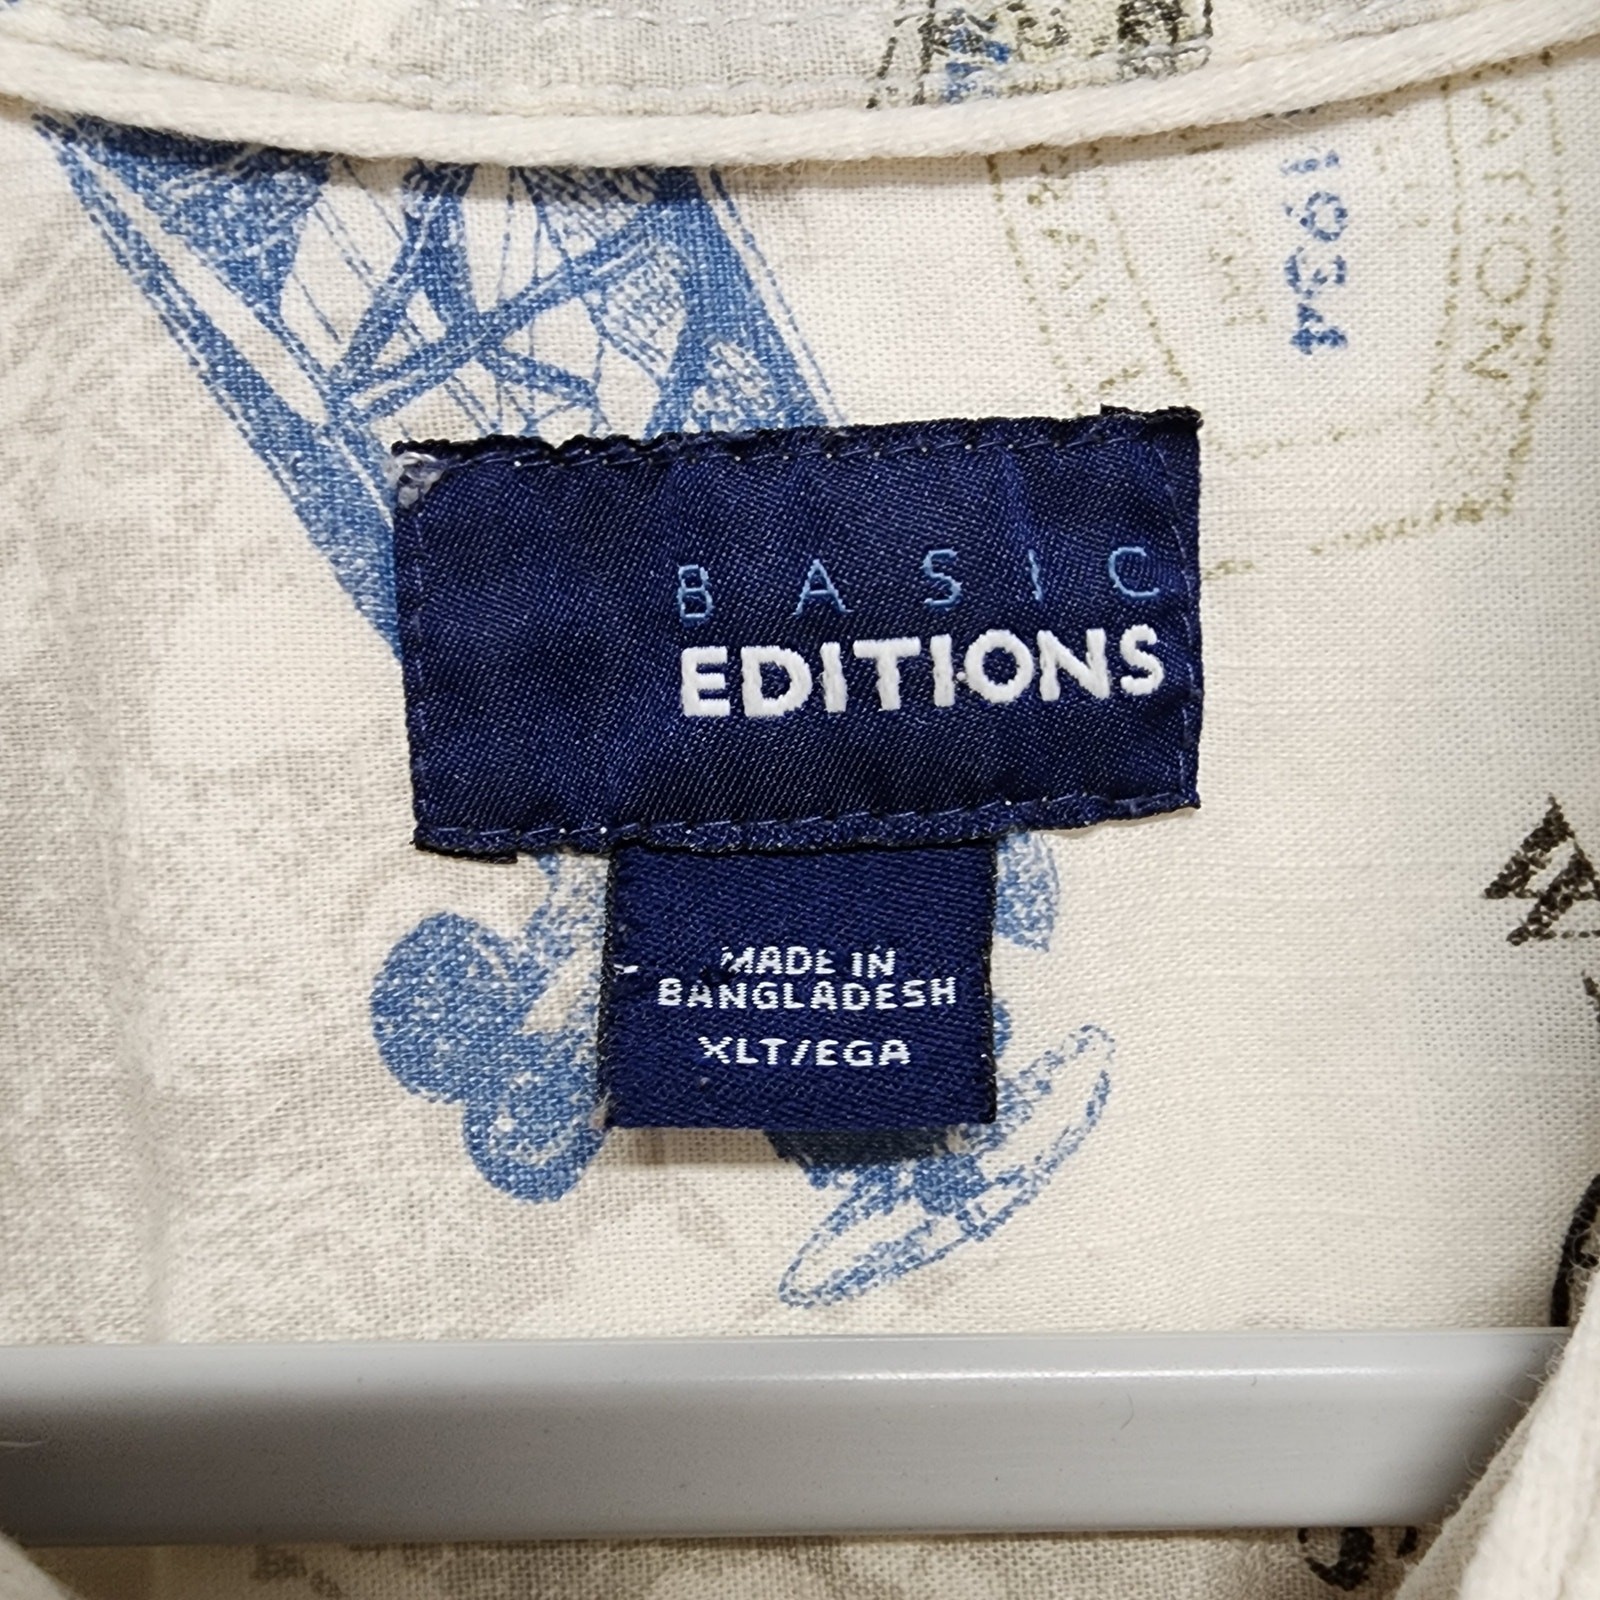 1934
BASIC
EDITIONS
MADE IN
BANGLADESH
XLT/EGA